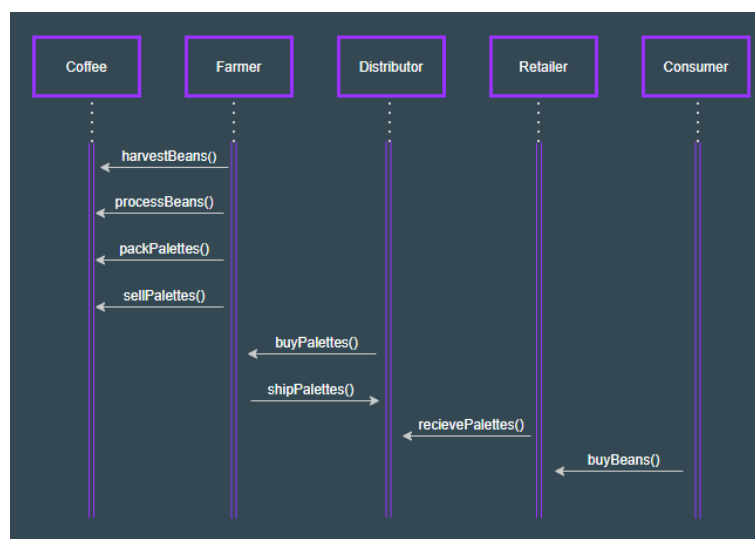 Coffee
Farmer
Distributor
Retailer
Consumer
harvestBeans()
processBeans()
packPalettes()
sellPalettes()
buyPalettes()
shipPalettes()
recievePalettes()
buyBeans()